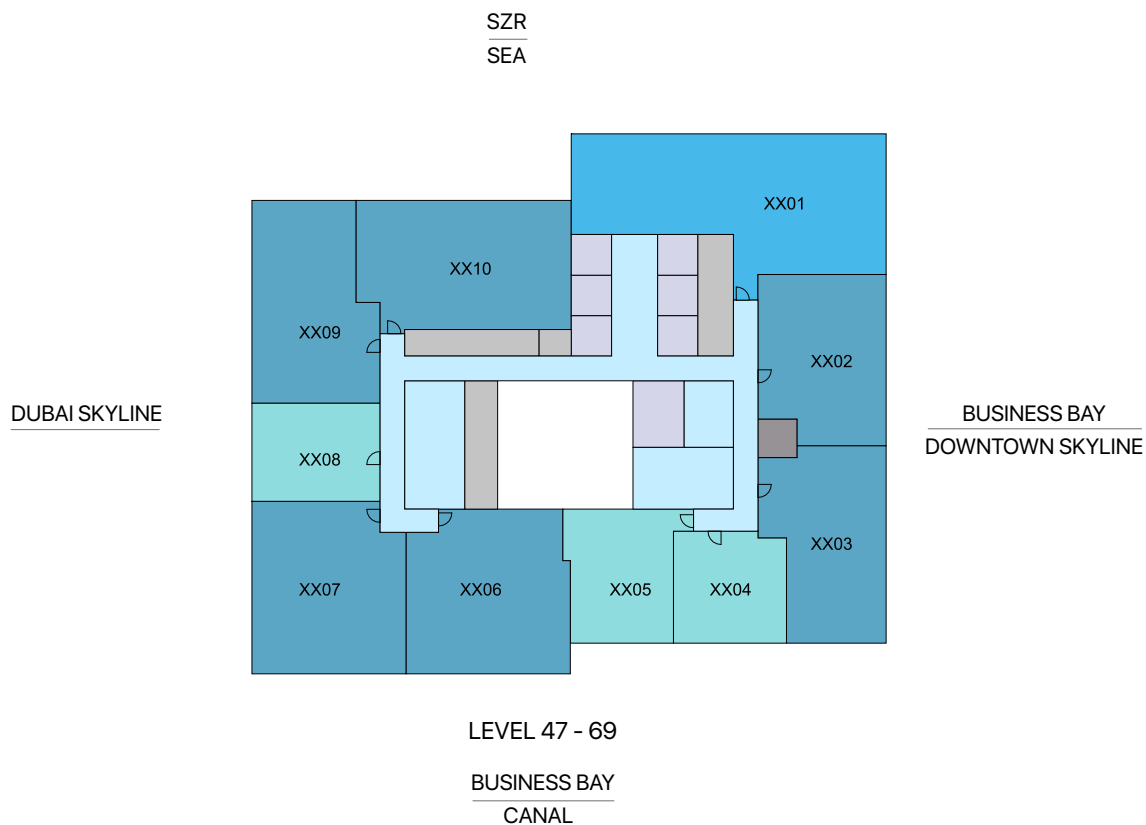 SZR
SEA
XX01
XX10
XX09
XX02
DUBAI SKYLINE
BUSINESS BAY
DOWNTOWN SKYLINE
XX08
XX03
XX07
XX06
XX05
XX04
LEVEL 47 - 69
BUSINESS BAY
CANAL